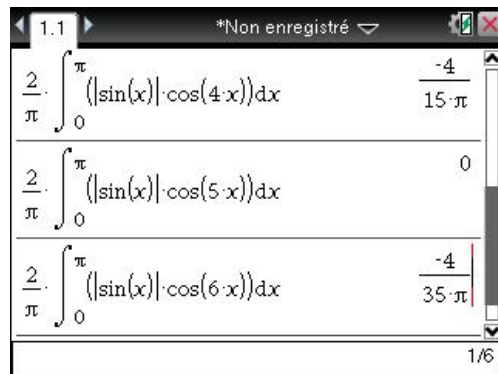 1.1 *Non enregistré
2/π · ∫₀^π (|sin(x)|·cos(4·x))dx -4/(15·π)
2/π · ∫₀^π (|sin(x)|·cos(5·x))dx 0
2/π · ∫₀^π (|sin(x)|·cos(6·x))dx -4/(35·π)
1/6